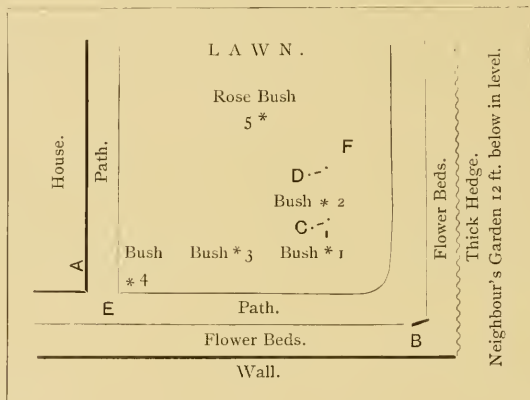 LAWN.
Rose Bush
5 *
F
D
Bush * 2
C
Bush
Bush * 3
Bush * 1
* 4
House.
Path.
A
E
Path.
Flower Beds.
B
Wall.
Flower Beds.
Thick Hedge.
Neighbour's Garden 12 ft. below in level.